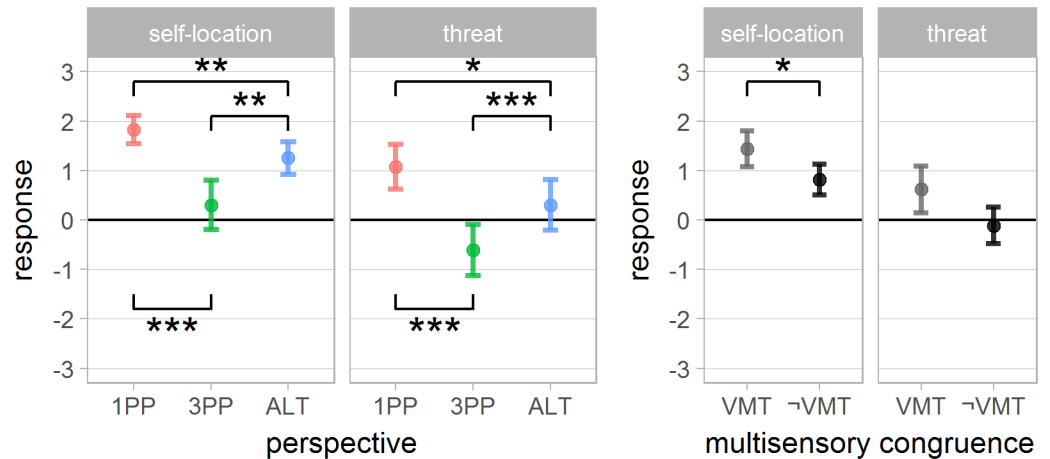 self-location threat self-location threat
3 ** * * 3
** ***
2 2
1 1
0 0
-1 -1
*** ***
-2 -2
-3 -3
response response
1PP 3PP ALT 1PP 3PP ALT VMT ¬VMT VMT ¬VMT
perspective multisensory congruence